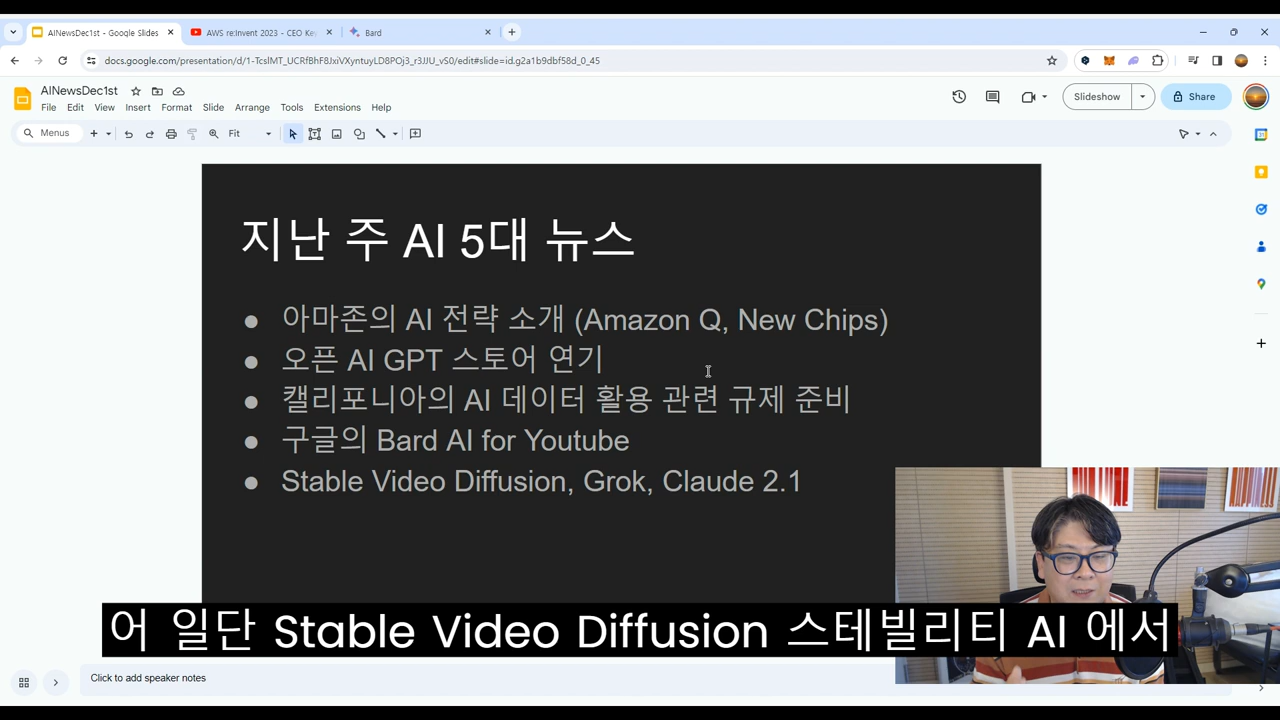 AINewsDec1st - Google Slides
AWS re:Invent 2023 - CEO Key
Bard
docs.google.com/presentation/d/1-TcslMT_UCRfBhF8JxiVXyntuyLD8POj3_r3JJU_vS0/edit#slide=id.g2a1b9dbf58d_0_45
AINewsDec1st
File Edit View Insert Format Slide Arrange Tools Extensions Help
Slideshow
Share
Menus
Fit
지난 주 AI 5대 뉴스
● 아마존의 AI 전략 소개 (Amazon Q, New Chips)
● 오픈 AI GPT 스토어 연기
● 캘리포니아의 AI 데이터 활용 관련 규제 준비
● 구글의 Bard AI for Youtube
● Stable Video Diffusion, Grok, Claude 2.1
HAPPINESS
어 일단 Stable Video Diffusion 스테빌리티 AI 에서
Click to add speaker notes